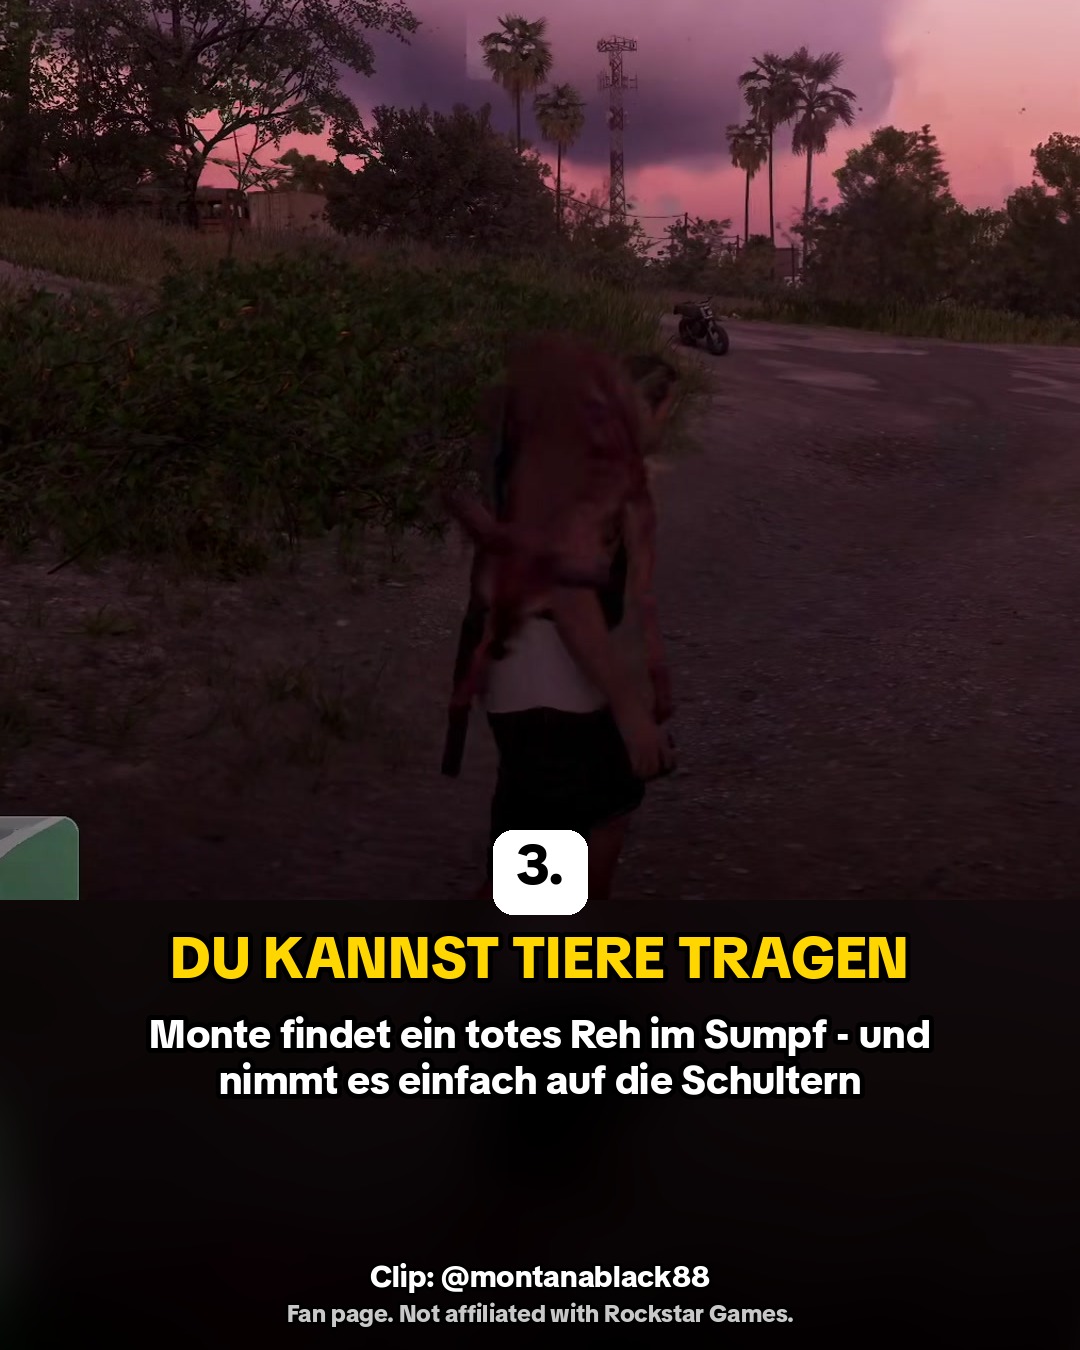 3.
DU KANNST TIERE TRAGEN
Monte findet ein totes Reh im Sumpf - und
nimmt es einfach auf die Schultern
Clip: @montanablack88
Fan page. Not affiliated with Rockstar Games.